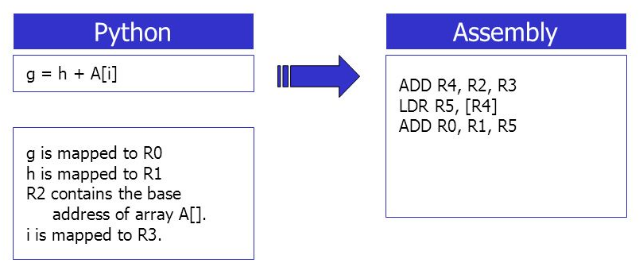 Python
g = h + A[i]
g is mapped to R0
h is mapped to R1
R2 contains the base
address of array A[].
i is mapped to R3.
Assembly
ADD R4, R2, R3
LDR R5, [R4]
ADD R0, R1, R5